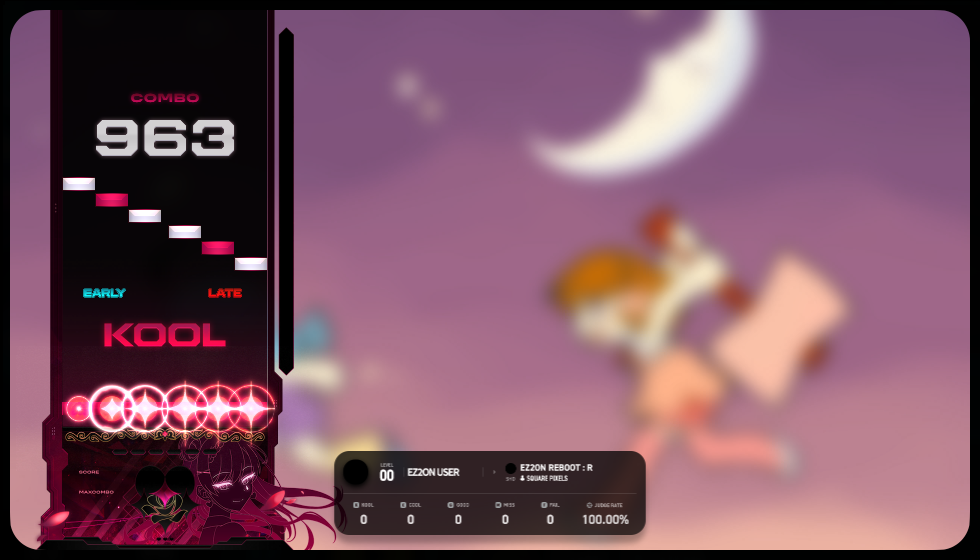 COMBO
963
EARLY LATE
KOOL
SCORE
MAXCOMBO
LEVEL
00 EZ2ON USER
EZ2ON REBOOT : R
SQUARE PIXELS
KOOL COOL GOOD MISS FAIL JUDGE RATE
0 0 0 0 0 100.00%